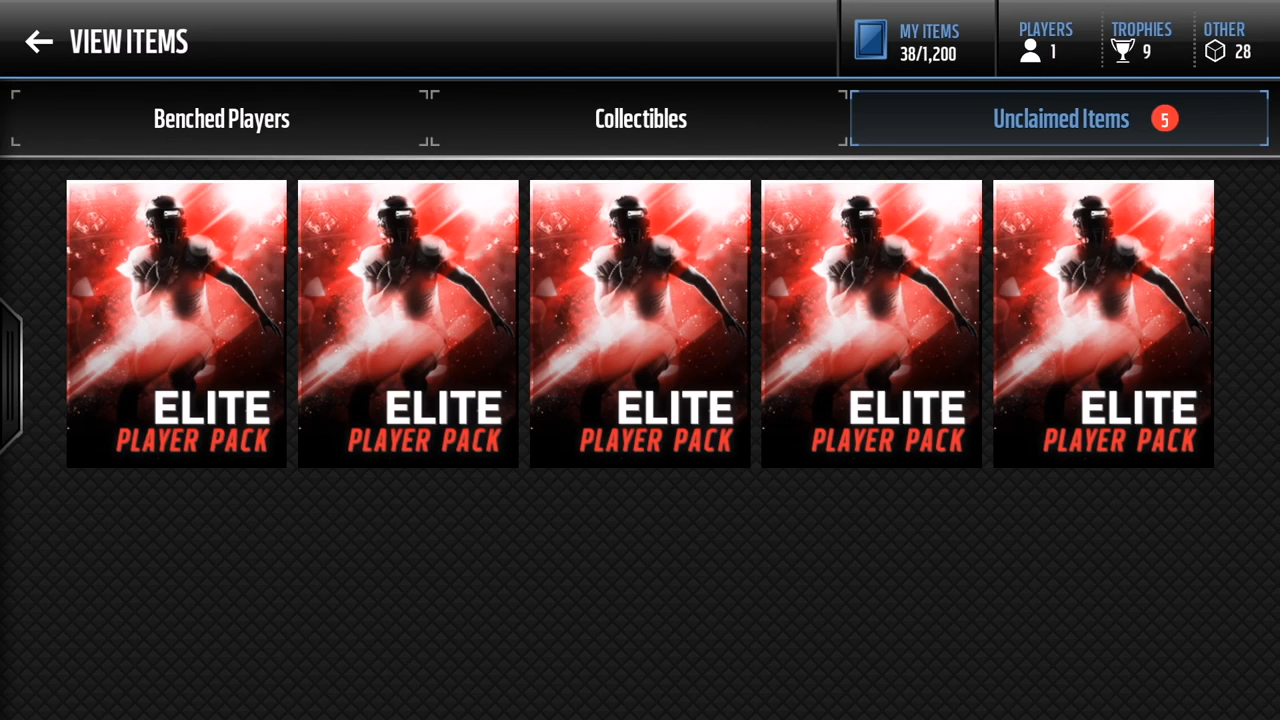 VIEW ITEMS
MY ITEMS
38/1,200
PLAYERS
1
TROPHIES
9
OTHER
28
Benched Players
Collectibles
Unclaimed Items 5
ELITE
PLAYER PACK
ELITE
PLAYER PACK
ELITE
PLAYER PACK
ELITE
PLAYER PACK
ELITE
PLAYER PACK